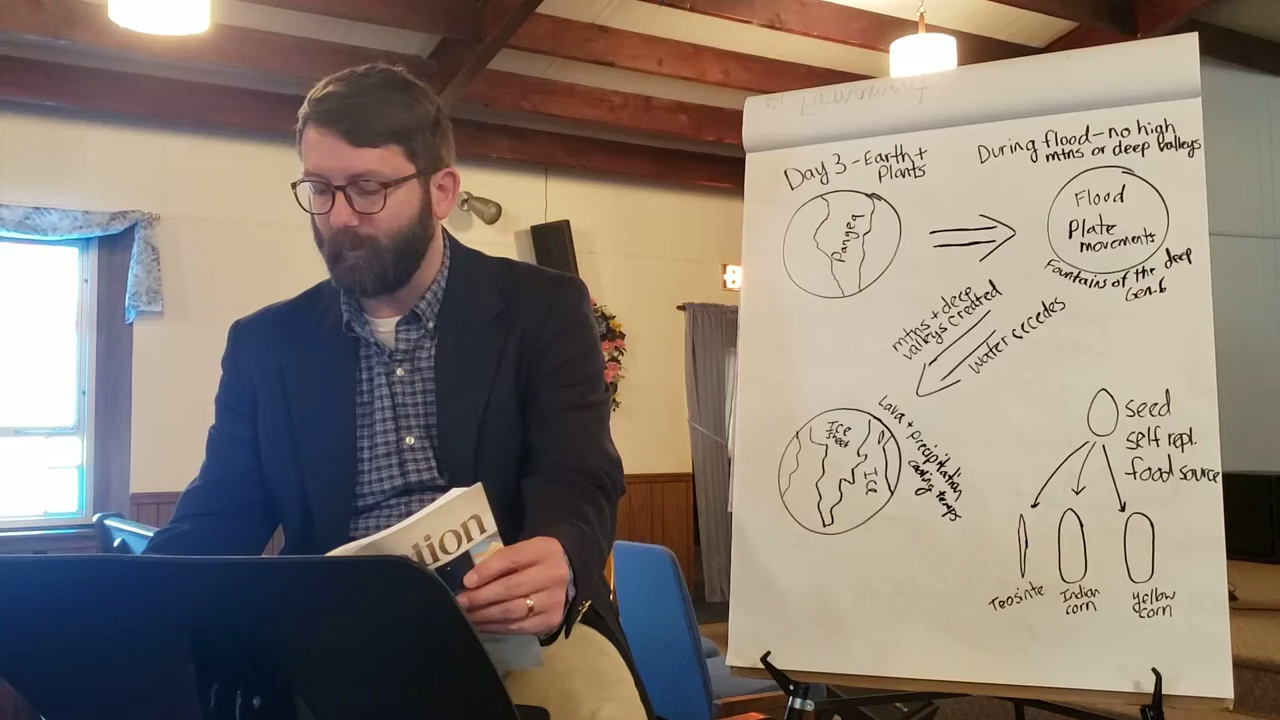 Firmament
Day 3 - Earth +
Plants
During flood - no high
mtns or deep valleys
Pangea
Flood
Plate
movements
Fountains of the deep
Gen. 6
mtns + deep
valleys created
water recedes
Ice
sheet
Ice
Lava + precipitation
cooling temps
seed
self repl.
food source
Teosinte
Indian
corn
yellow
corn
tion